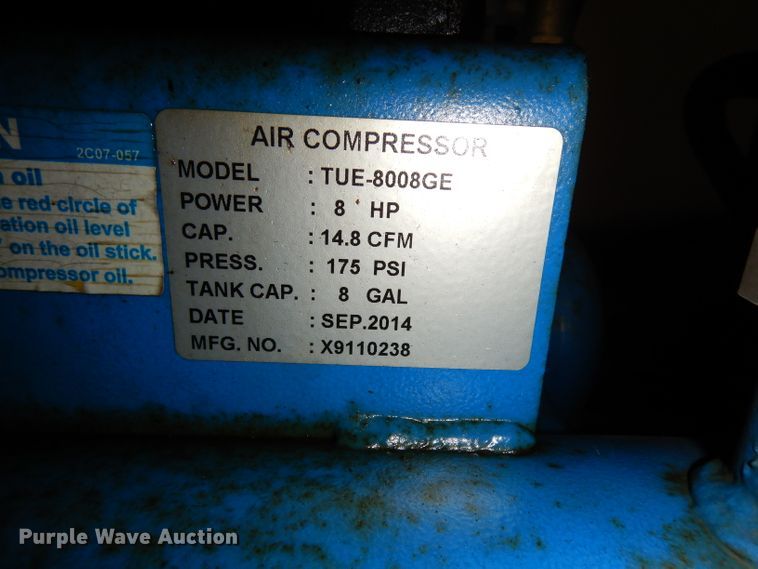 N
2C07-057
oil
e red circle of
ation oil level
on the oil stick.
ompressor oil.
AIR COMPRESSOR
MODEL : TUE-8008GE
POWER : 8 HP
CAP. : 14.8 CFM
PRESS. : 175 PSI
TANK CAP. : 8 GAL
DATE : SEP.2014
MFG. NO. : X9110238
Purple Wave Auction